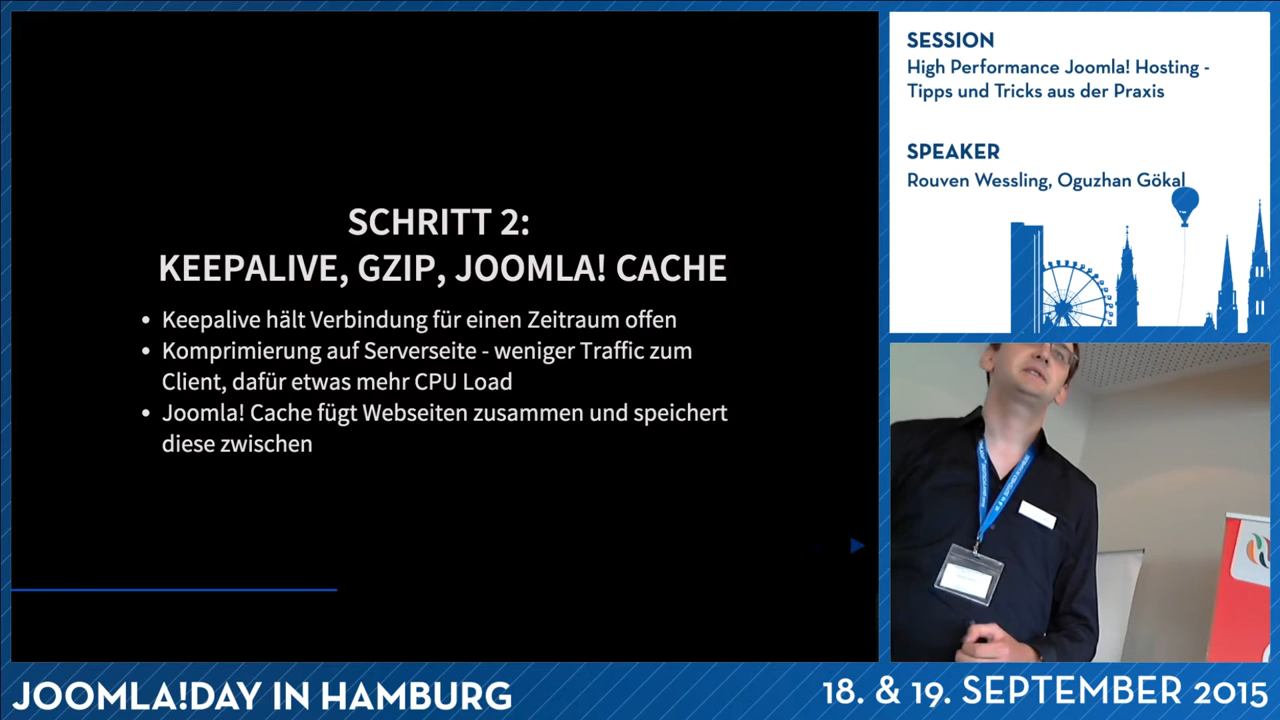 SCHRITT 2:
KEEPALIVE, GZIP, JOOMLA! CACHE
• Keepalive hält Verbindung für einen Zeitraum offen
• Komprimierung auf Serverseite - weniger Traffic zum
Client, dafür etwas mehr CPU Load
• Joomla! Cache fügt Webseiten zusammen und speichert
diese zwischen
SESSION
High Performance Joomla! Hosting -
Tipps und Tricks aus der Praxis
SPEAKER
Rouven Wessling, Oguzhan Gökal
JOOMLA!DAY IN HAMBURG
18. & 19. SEPTEMBER 2015